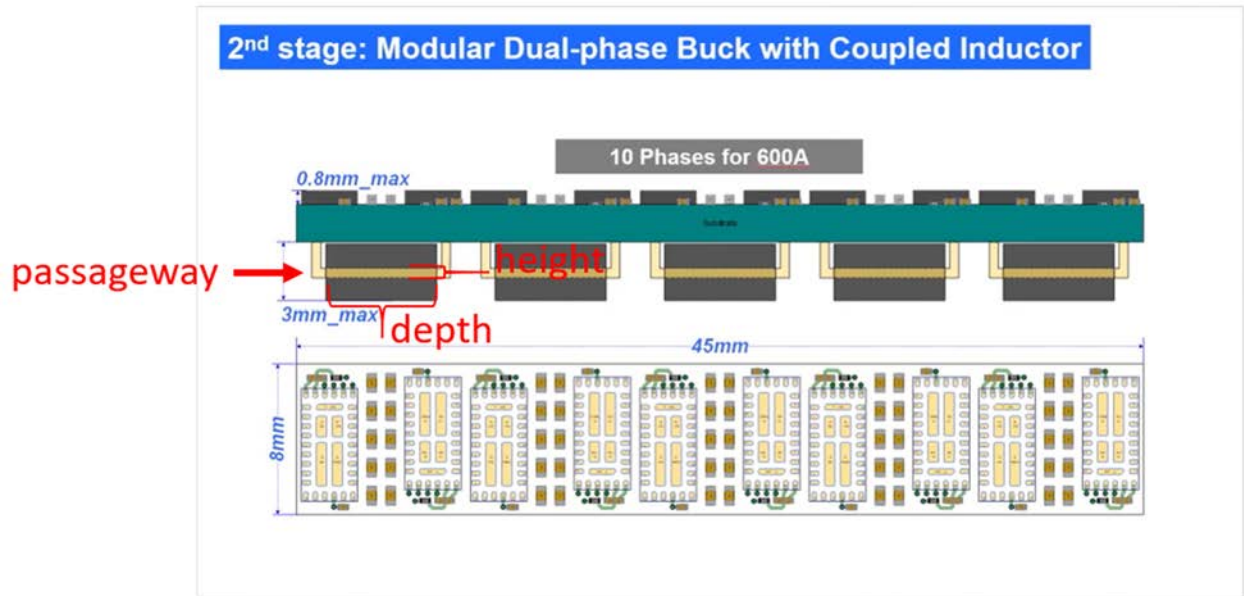 2nd stage: Modular Dual-phase Buck with Coupled Inductor
10 Phases for 600A
0.8mm_max
passageway
height
3mm_max
depth
45mm
8mm